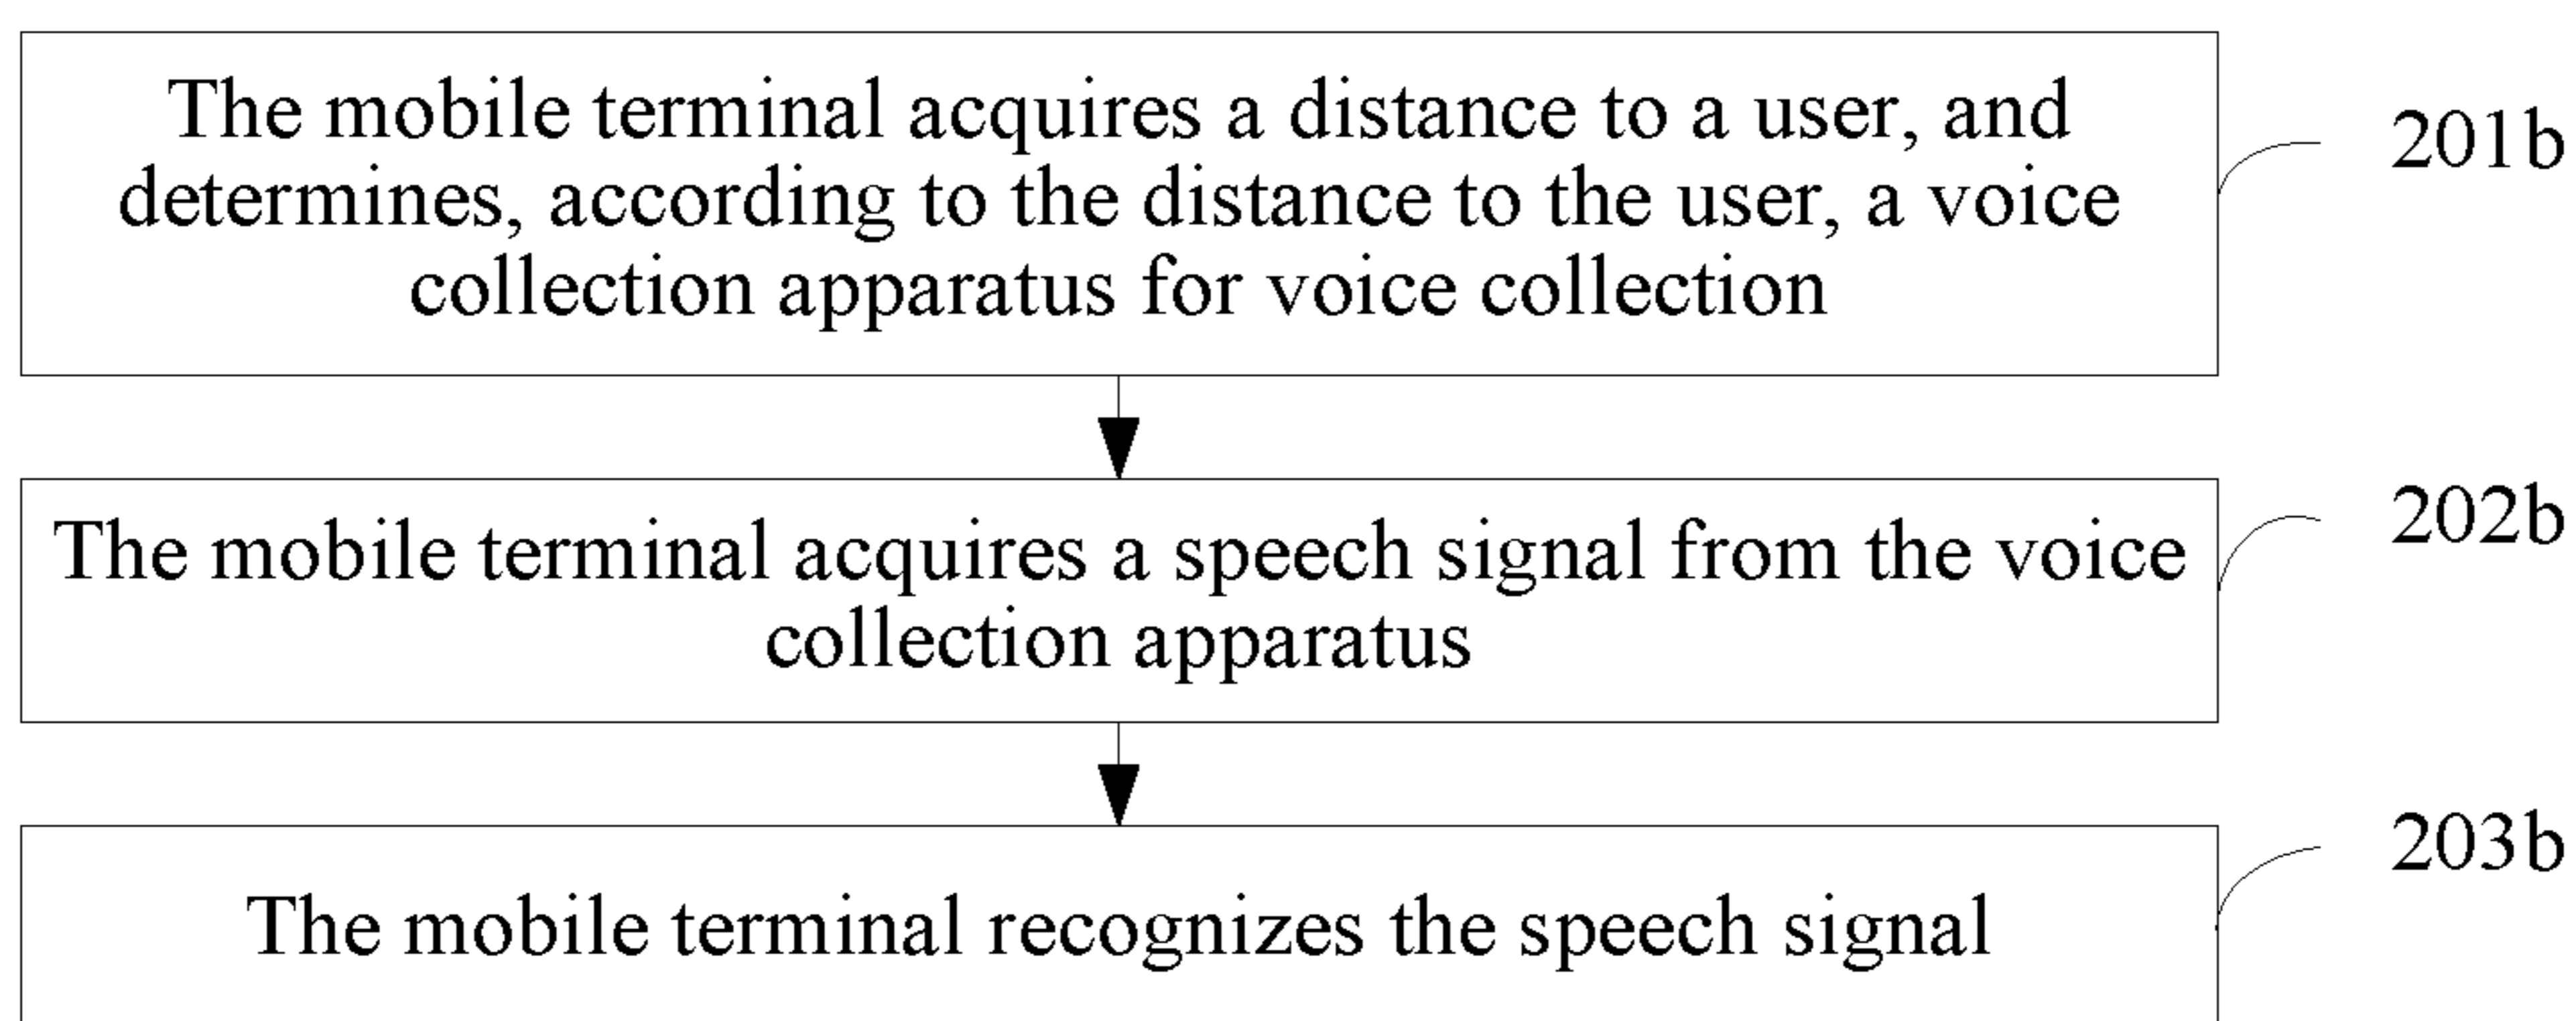 The mobile terminal acquires a distance to a user, and
determines, according to the distance to the user, a voice
collection apparatus for voice collection
201b
The mobile terminal acquires a speech signal from the voice
collection apparatus
202b
The mobile terminal recognizes the speech signal
203b